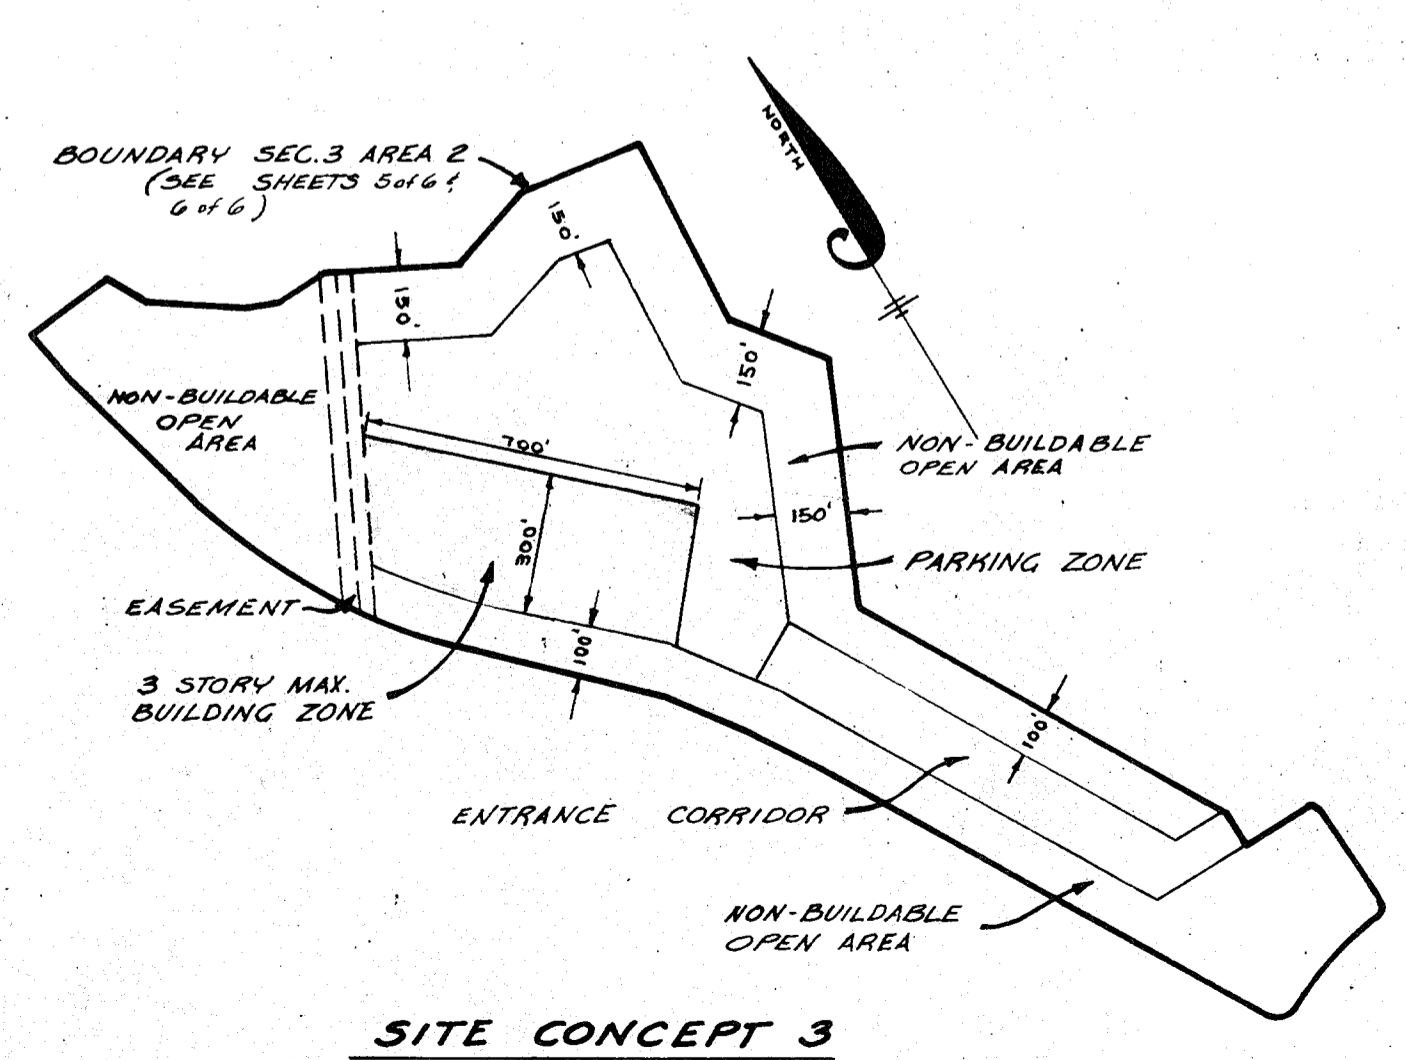 NORTH
BOUNDARY SEC. 3 AREA 2
(SEE SHEETS 5 of 6 &
6 of 6)
150'
150'
150'
NON-BUILDABLE
OPEN
AREA
700'
NON-BUILDABLE
OPEN AREA
150'
300'
PARKING ZONE
EASEMENT
100'
3 STORY MAX.
BUILDING ZONE
100'
ENTRANCE CORRIDOR
NON-BUILDABLE
OPEN AREA
SITE CONCEPT 3